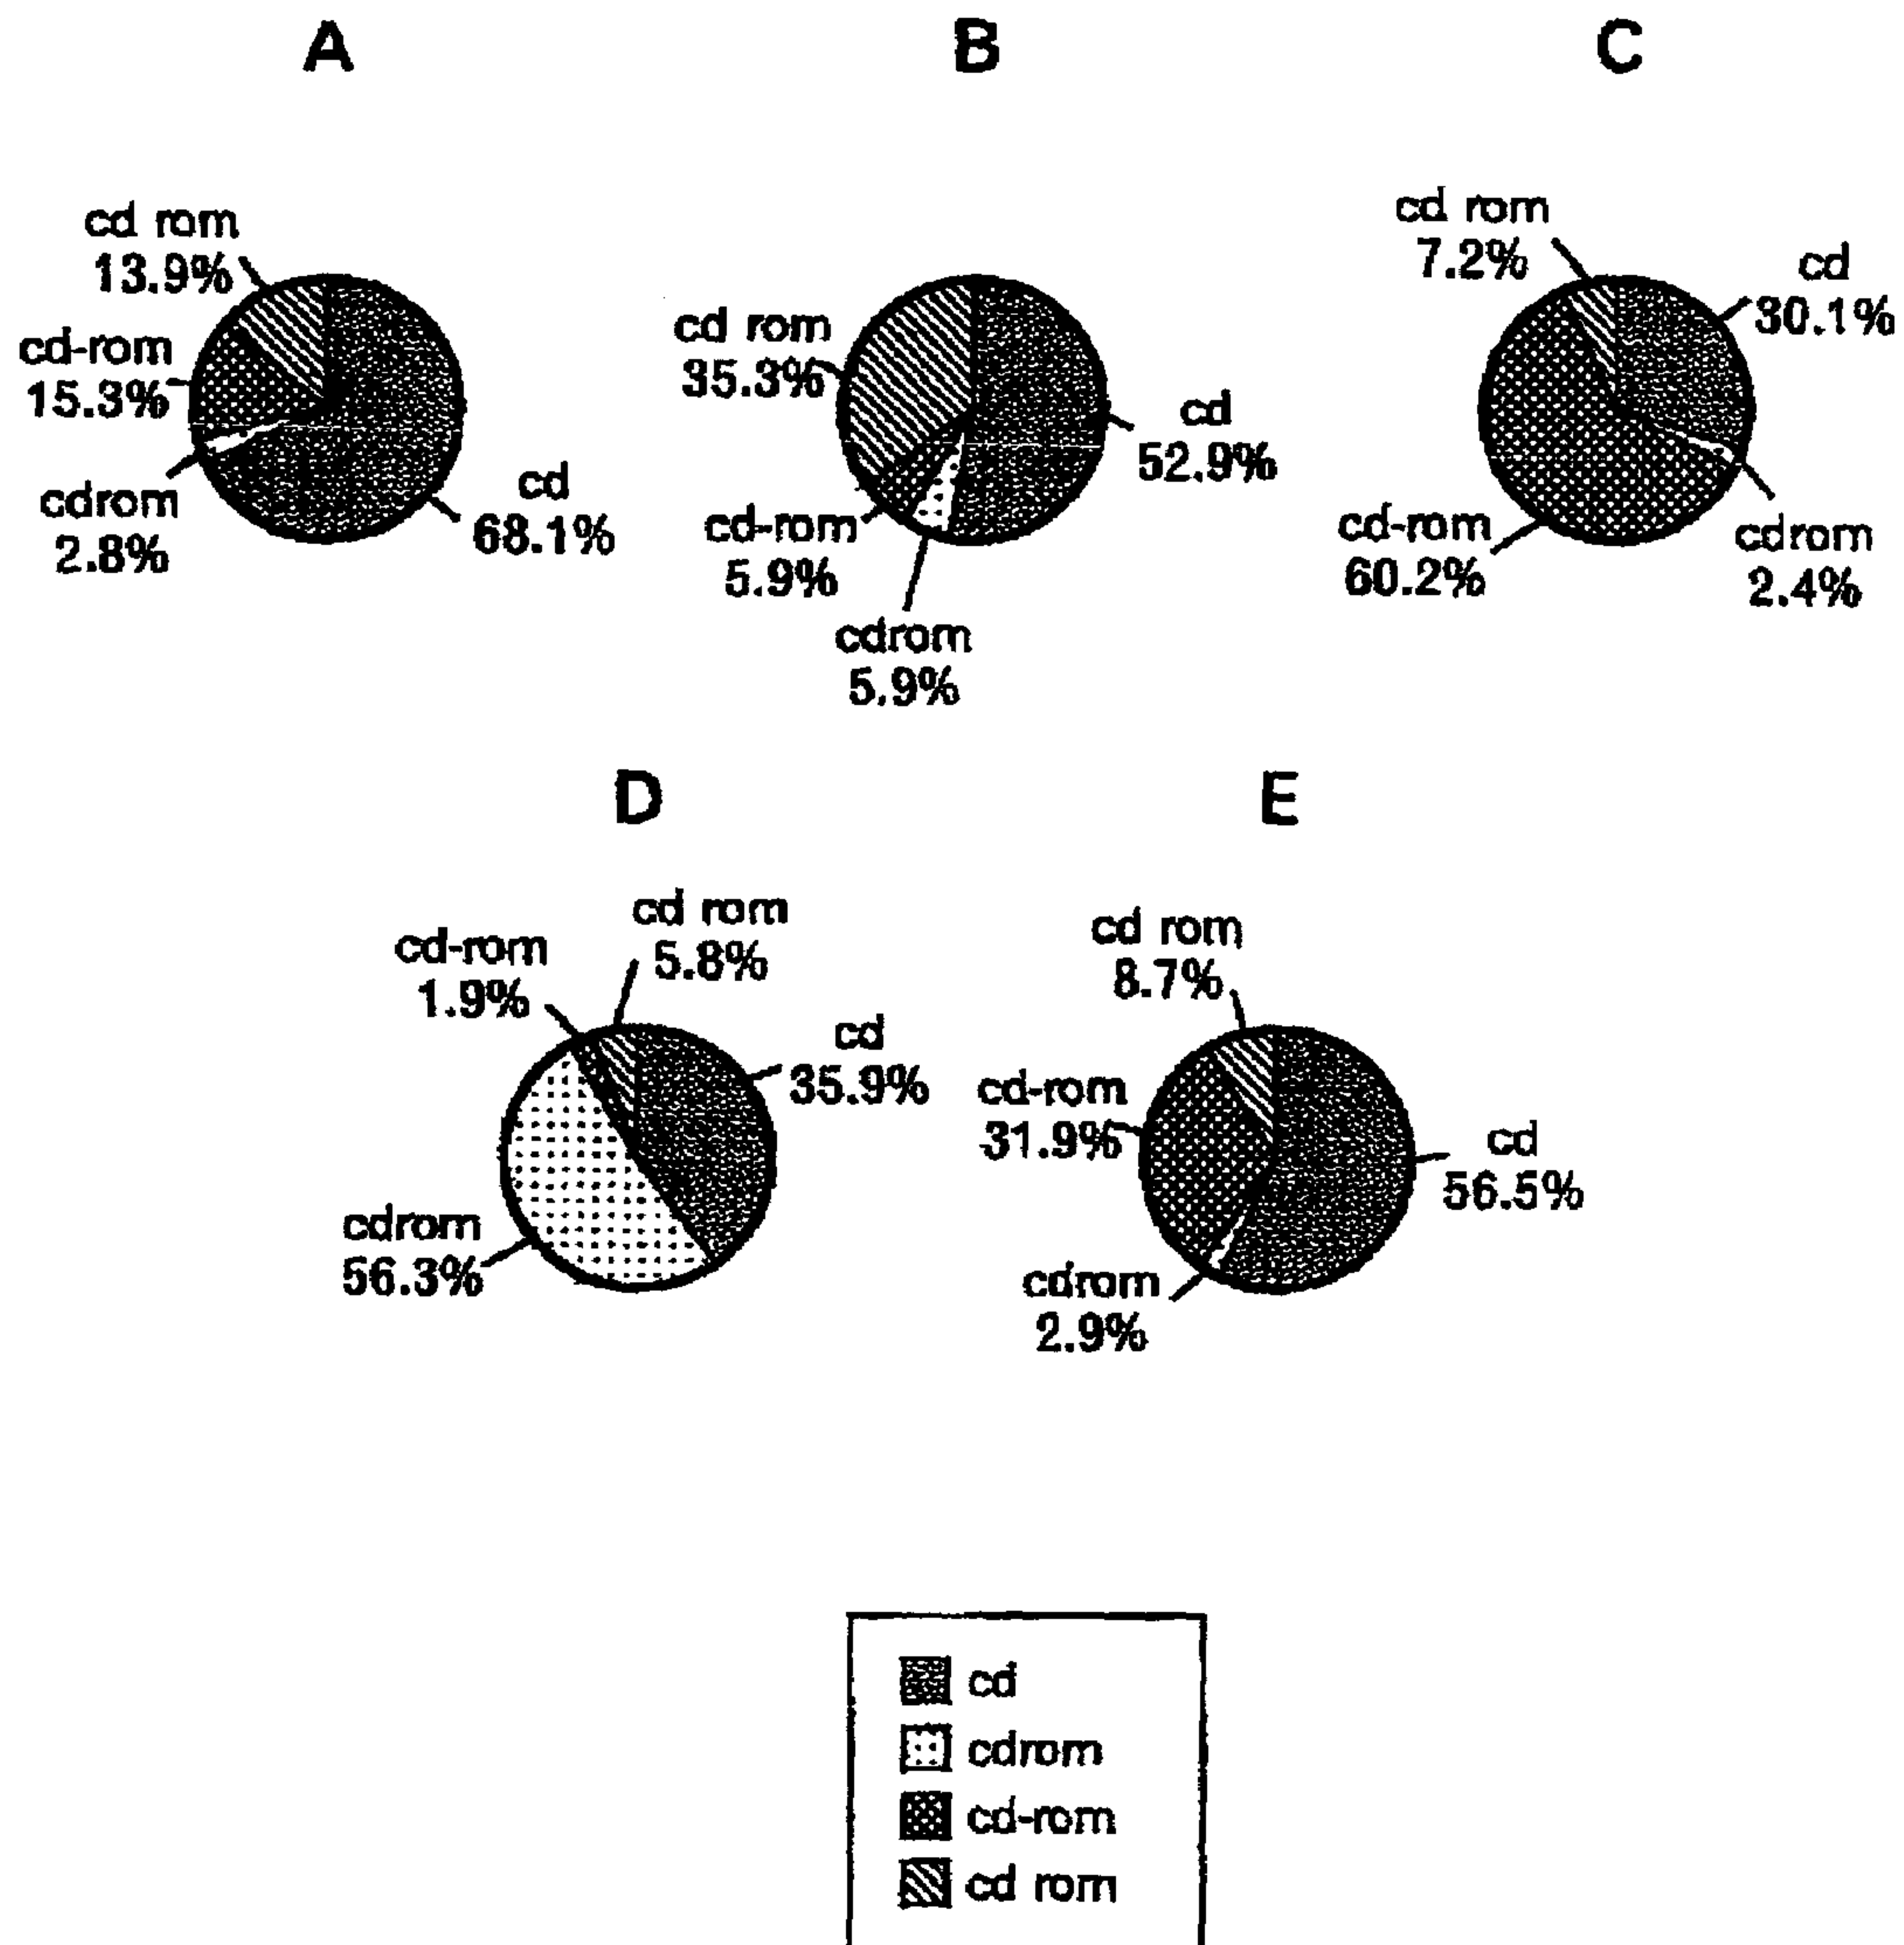 A
B
C
cd rom
13.9%
cd-rom
15.3%
cdrom
2.8%
cd
68.1%
cd rom
35.3%
cd
52.9%
cd-rom
5.9%
cdrom
5.9%
cd rom
7.2%
cd
30.1%
cd-rom
60.2%
cdrom
2.4%
D
E
cd-rom
1.9%
cd rom
5.8%
cd
35.9%
cdrom
56.3%
cd rom
8.7%
cd-rom
31.9%
cd
56.5%
cdrom
2.9%
cd
cdrom
cd-rom
cd rom